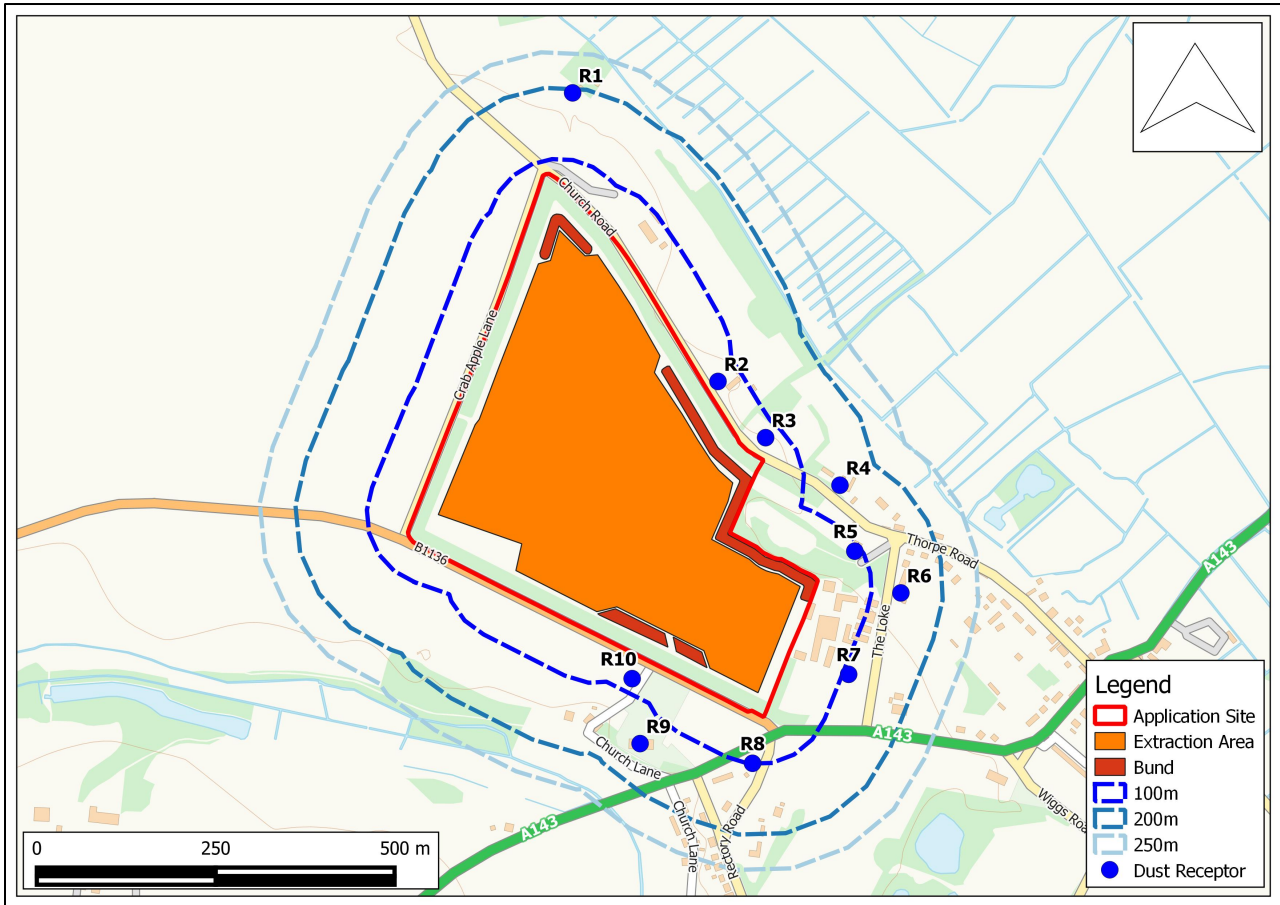 R1
Church Road
Crab Apple Lane
R2
R3
R4
R5
Thorpe Road
A143
R6
B1136
The Loke
R10
R7
R9
R8
A143
Church Lane
Church Lane
Rectory Road
A143
Wiggs Roa
0 250 500 m
Legend
Application Site
Extraction Area
Bund
100m
200m
250m
Dust Receptor